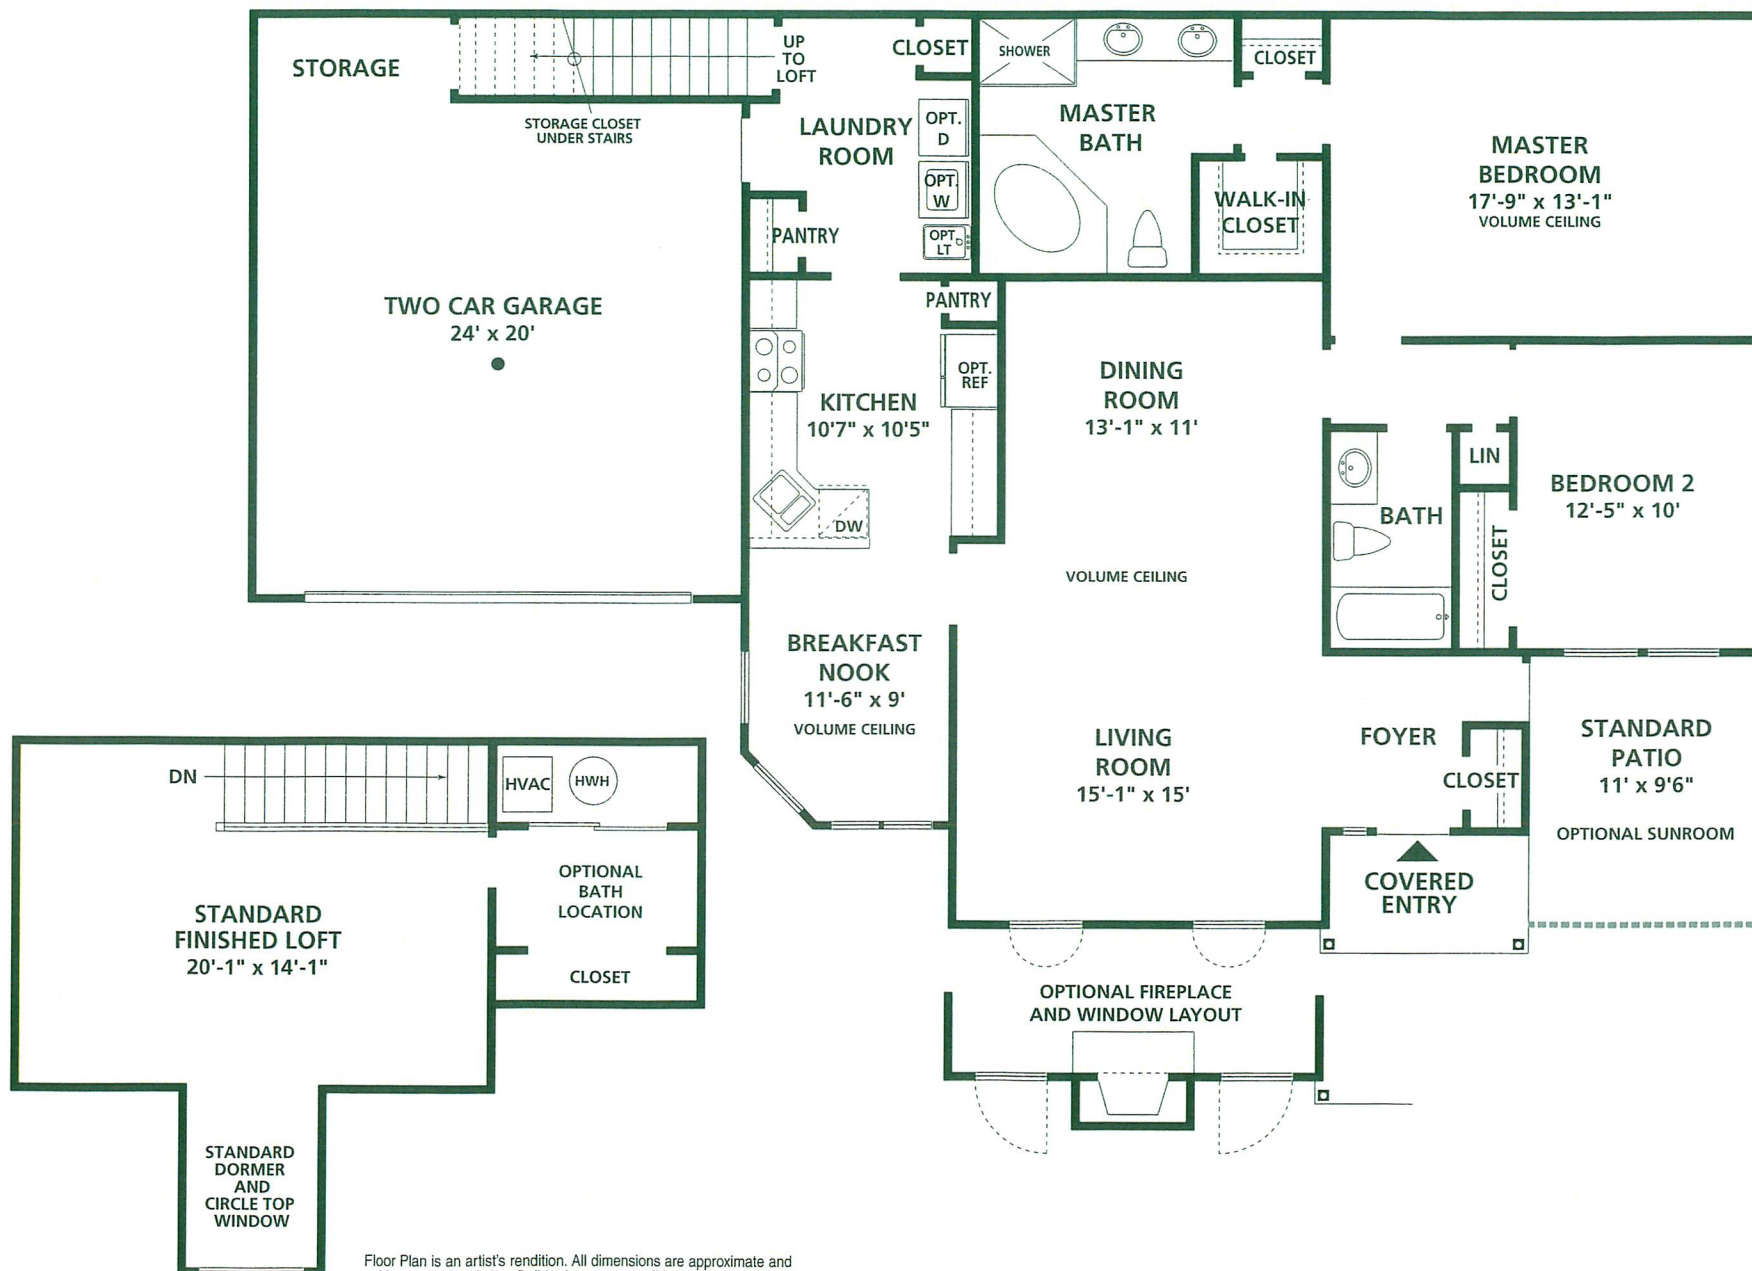 STORAGE
UP
TO
LOFT
STORAGE CLOSET
UNDER STAIRS
CLOSET
LAUNDRY
ROOM
OPT.
D
OPT.
W
OPT.
LT
PANTRY
SHOWER
MASTER
BATH
CLOSET
WALK-IN
CLOSET
MASTER
BEDROOM
17'-9" x 13'-1"
VOLUME CEILING
TWO CAR GARAGE
24' x 20'
PANTRY
OPT.
REF
KITCHEN
10'7" x 10'5"
DW
DINING
ROOM
13'-1" x 11'
VOLUME CEILING
LIN
BATH
CLOSET
BEDROOM 2
12'-5" x 10'
BREAKFAST
NOOK
11'-6" x 9'
VOLUME CEILING
LIVING
ROOM
15'-1" x 15'
FOYER
CLOSET
STANDARD
PATIO
11' x 9'6"
OPTIONAL SUNROOM
COVERED
ENTRY
OPTIONAL FIREPLACE
AND WINDOW LAYOUT
DN
HVAC
HWH
OPTIONAL
BATH
LOCATION
STANDARD
FINISHED LOFT
20'-1" x 14'-1"
CLOSET
STANDARD
DORMER
AND
CIRCLE TOP
WINDOW
Floor Plan is an artist's rendition. All dimensions are approximate and